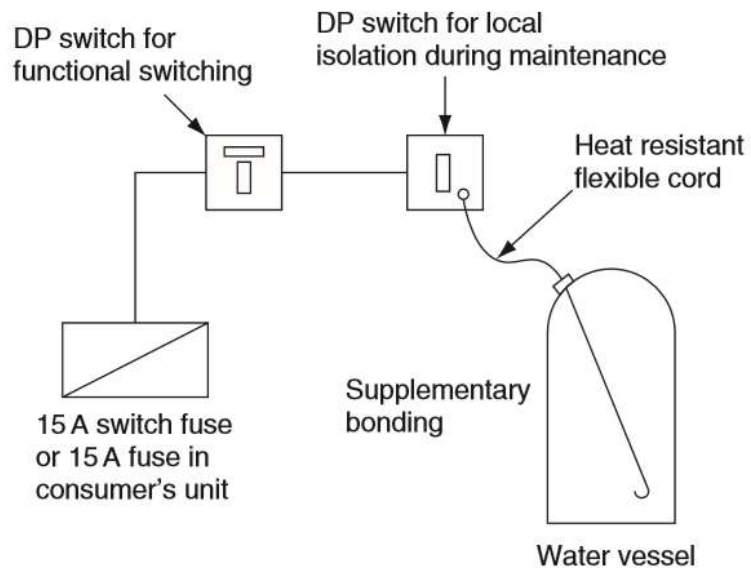 DP switch for
functional switching
DP switch for local
isolation during maintenance
Heat resistant
flexible cord
15 A switch fuse
or 15 A fuse in
consumer's unit
Supplementary
bonding
Water vessel